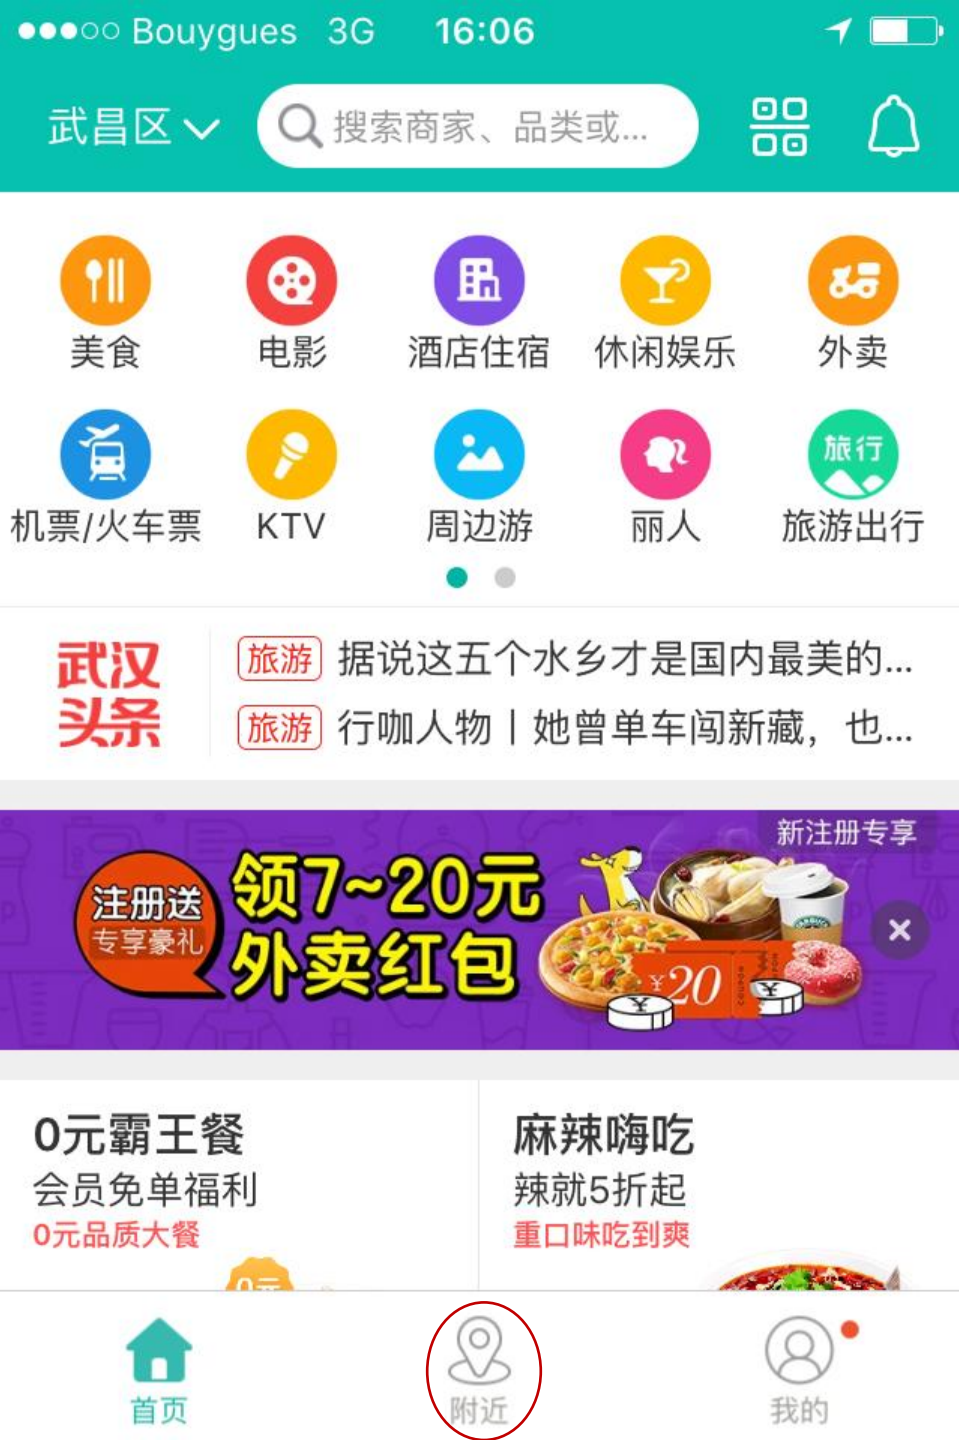 Bouygues 3G 16:06
武昌区 搜索商家、品类或...
旅行
美食 电影 酒店住宿 休闲娱乐 外卖
机票/火车票 KTV 周边游 丽人 旅游出行
武汉头条
旅游 据说这五个水乡才是国内最美的...
旅游 行咖人物丨她曾单车闯新藏，也...
新注册专享
注册送
专享豪礼
领7~20元
外卖红包
¥20
0元霸王餐
会员免单福利
0元品质大餐
0元
麻辣嗨吃
辣就5折起
重口味吃到爽
首页 附近 我的